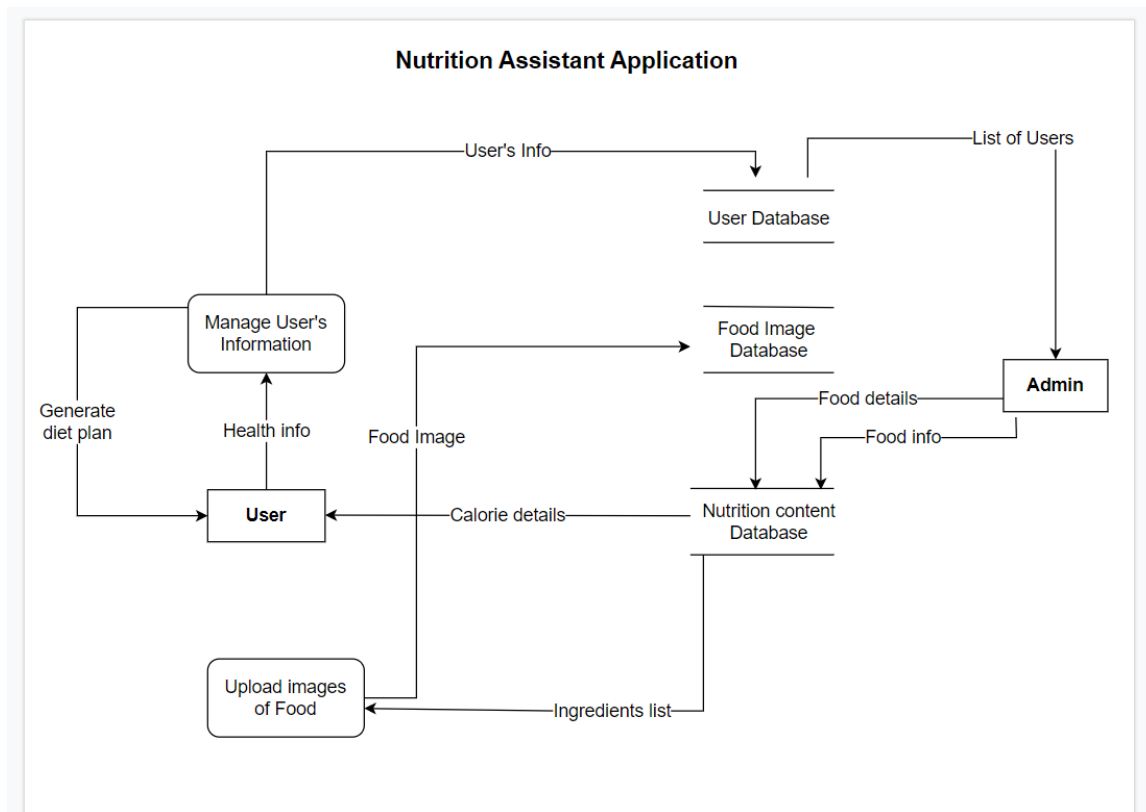 Nutrition Assistant Application
List of Users
User's Info
User Database
Manage User's
Information
Food Image
Database
Admin
Food details
Generate
diet plan
Health info
Food Image
Food info
User
Calorie details
Nutrition content
Database
Upload images
of Food
Ingredients list